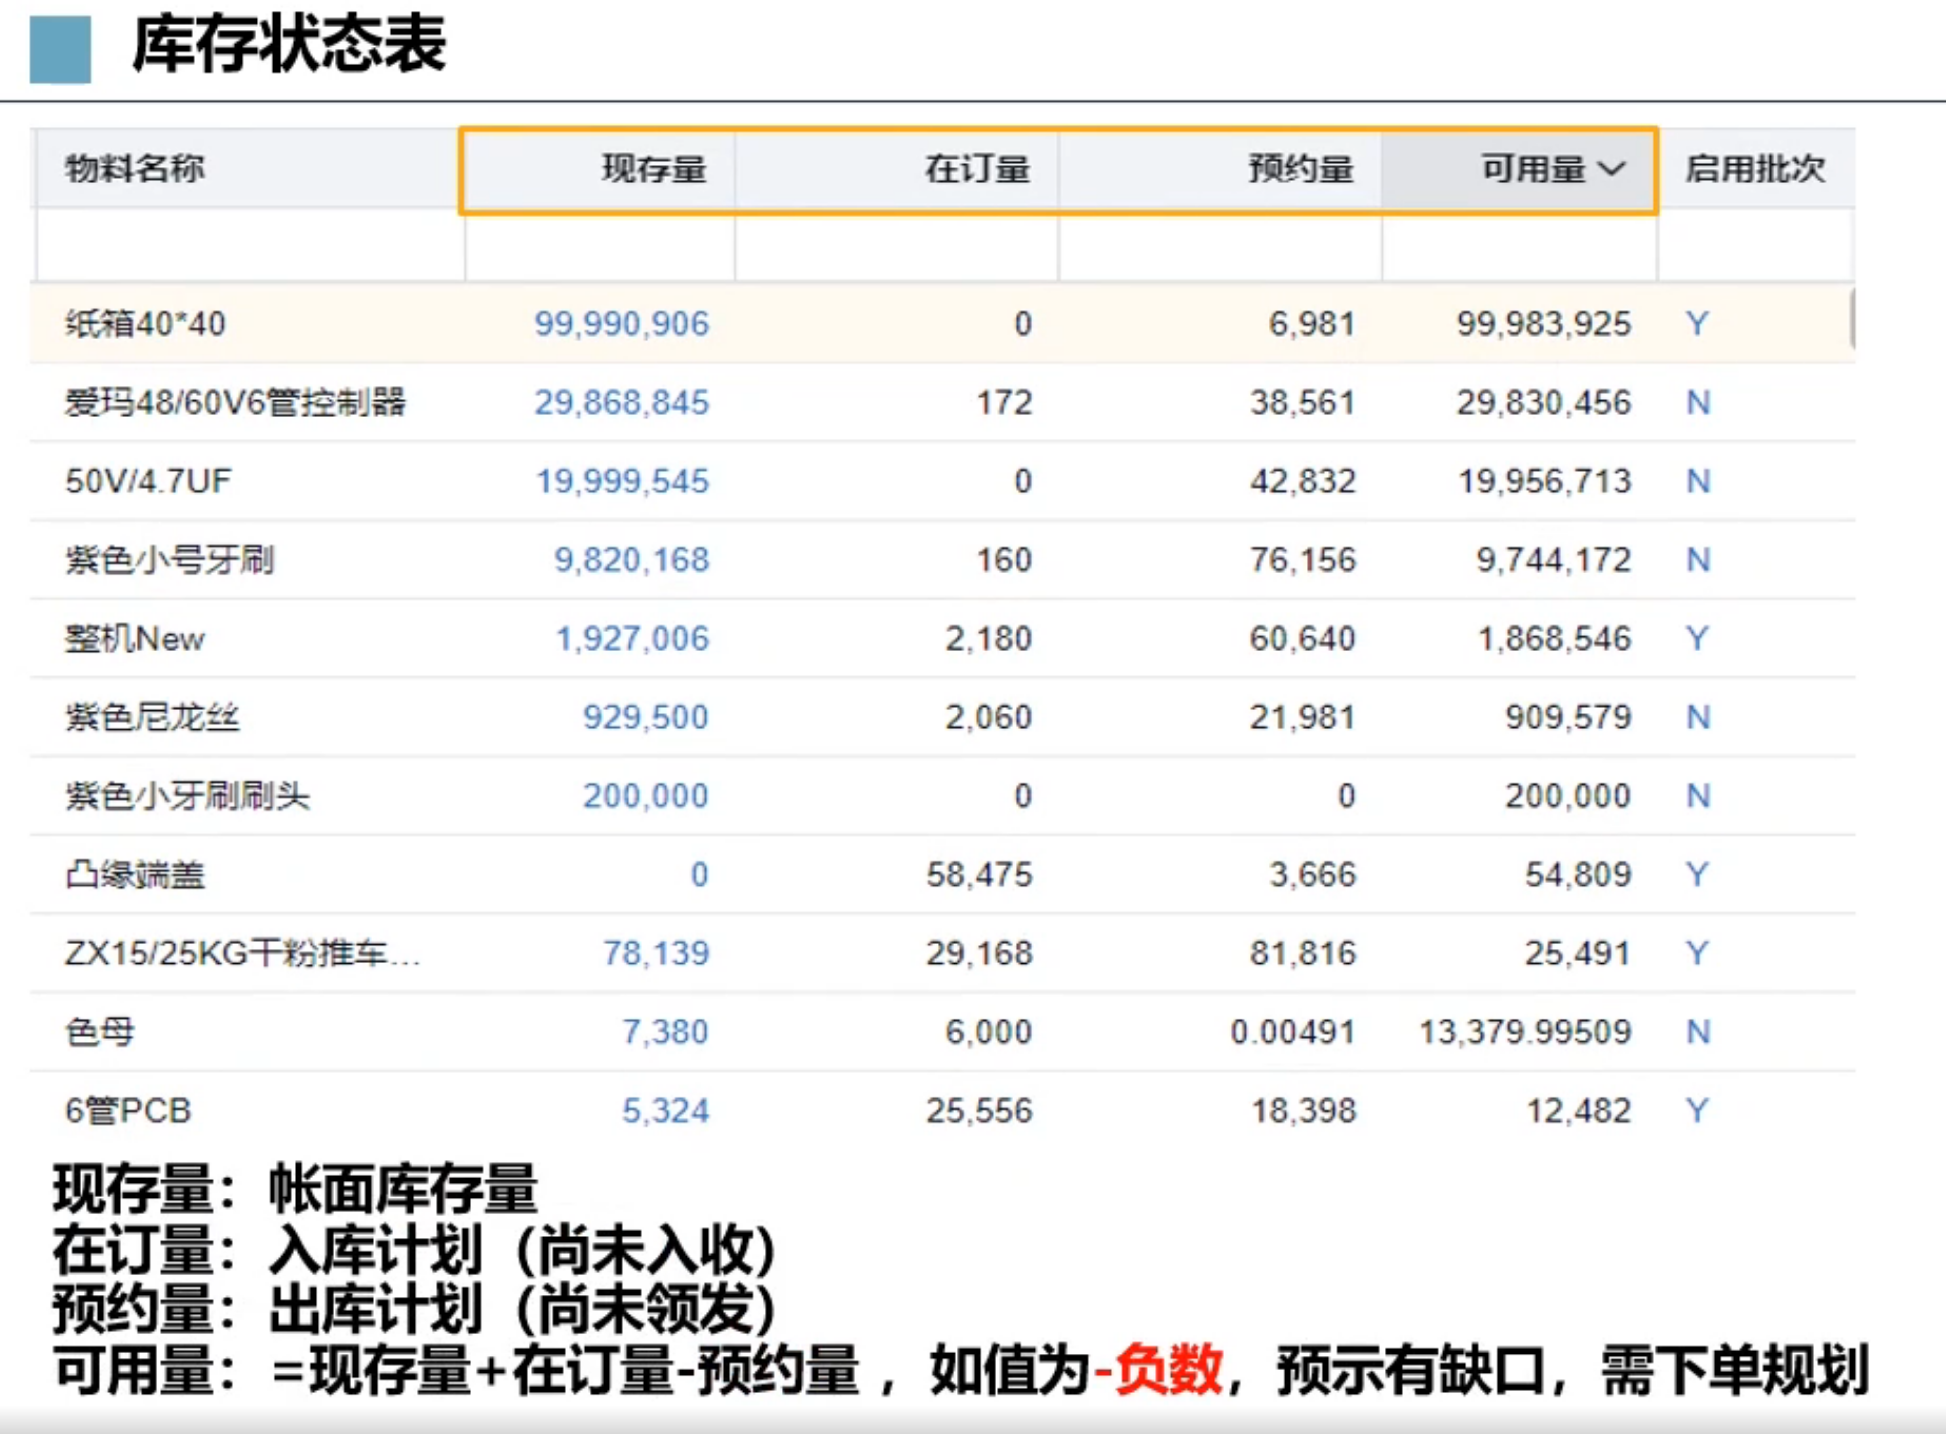 库存状态表
物料名称 现存量 在订量 预约量 可用量 启用批次
纸箱40*40 99,990,906 0 6,981 99,983,925 Y
爱玛48/60V6管控制器 29,868,845 172 38,561 29,830,456 N
50V/4.7UF 19,999,545 0 42,832 19,956,713 N
紫色小号牙刷 9,820,168 160 76,156 9,744,172 N
整机New 1,927,006 2,180 60,640 1,868,546 Y
紫色尼龙丝 929,500 2,060 21,981 909,579 N
紫色小牙刷刷头 200,000 0 0 200,000 N
凸缘端盖 0 58,475 3,666 54,809 Y
ZX15/25KG干粉推车... 78,139 29,168 81,816 25,491 Y
色母 7,380 6,000 0.00491 13,379.99509 N
6管PCB 5,324 25,556 18,398 12,482 Y
现存量：帐面库存量
在订量：入库计划（尚未入收）
预约量：出库计划（尚未领发）
可用量：=现存量+在订量-预约量，如值为-负数，预示有缺口，需下单规划